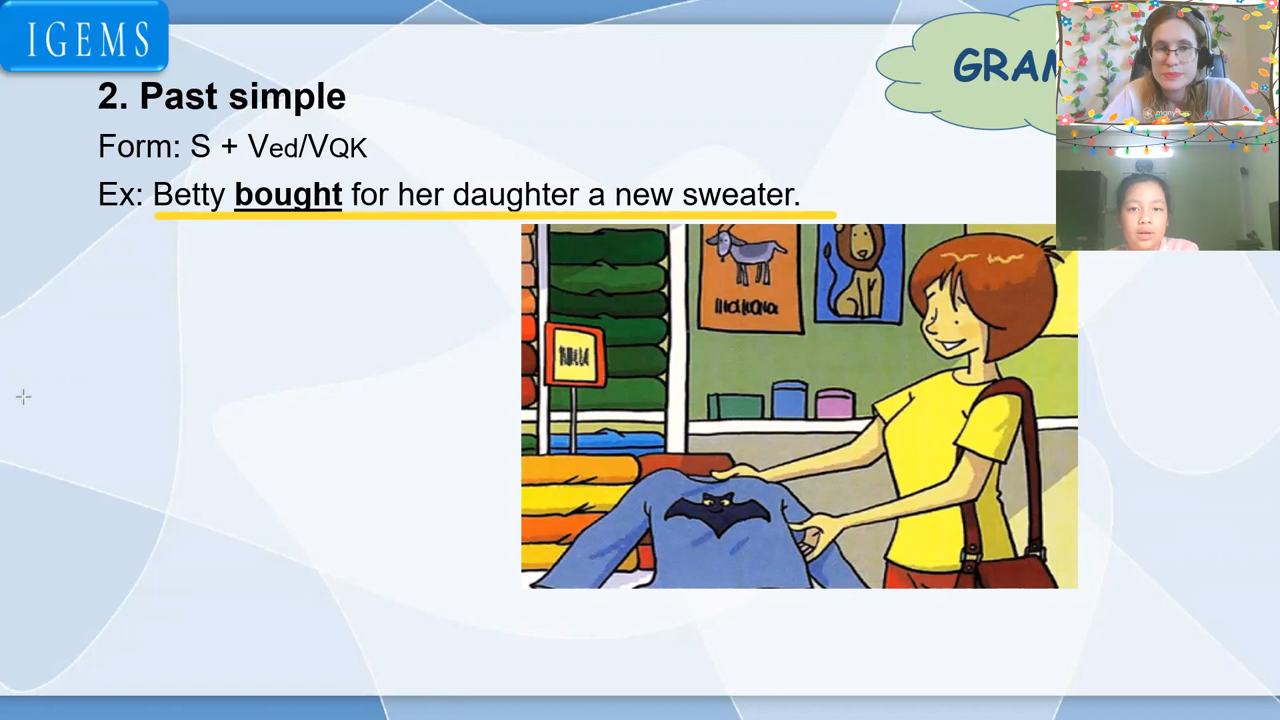 IGEMS
GRAM
2. Past simple
Form: S + Ved/VQK
Ex: Betty bought for her daughter a new sweater.